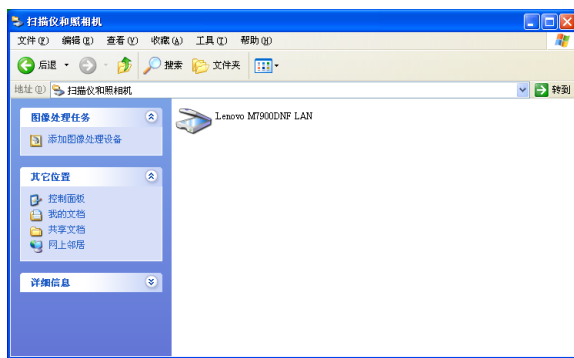 扫描仪和照相机
文件(F) 编辑(E) 查看(V) 收藏(A) 工具(T) 帮助(H)
后退 搜索 文件夹
地址(D) 扫描仪和照相机 转到
图像处理任务
添加图像处理设备
其它位置
控制面板
我的文档
共享文档
网上邻居
详细信息
Lenovo M7900DNF LAN